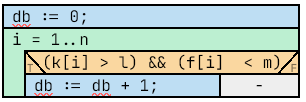 db := 0;
i = 1..n
(k[i] > l) && (f[i] < m)
T F
db := db + 1; -